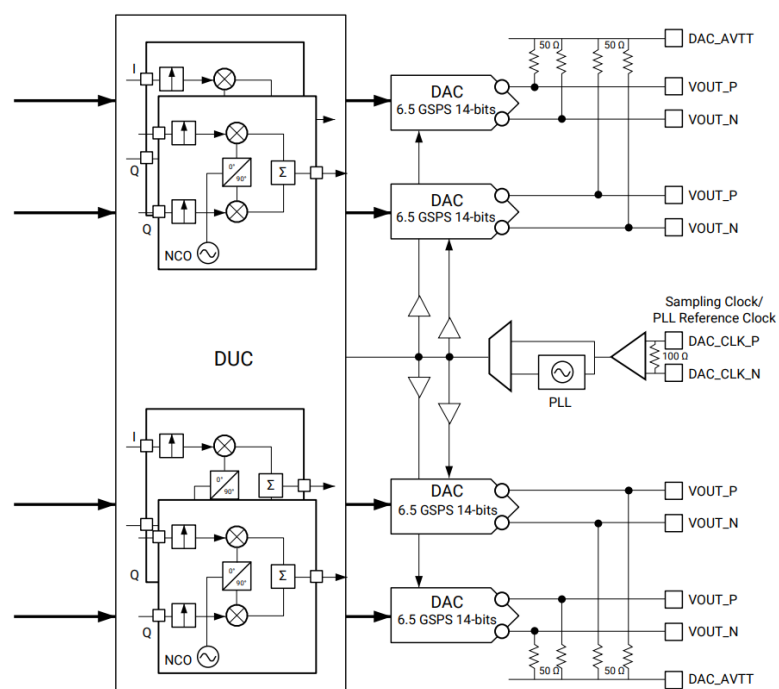 50 Ω
50 Ω
DAC_AVTT
I
DAC
6.5 GSPS 14-bits
VOUT_P
VOUT_N
Q
0°
90°
Σ
DAC
6.5 GSPS 14-bits
VOUT_P
VOUT_N
Q
NCO
Sampling Clock/
PLL Reference Clock
DUC
DAC_CLK_P
100 Ω
DAC_CLK_N
PLL
I
0°
90°
Σ
DAC
6.5 GSPS 14-bits
VOUT_P
VOUT_N
Q
0°
90°
Σ
DAC
6.5 GSPS 14-bits
VOUT_P
VOUT_N
Q
NCO
50 Ω
50 Ω
DAC_AVTT